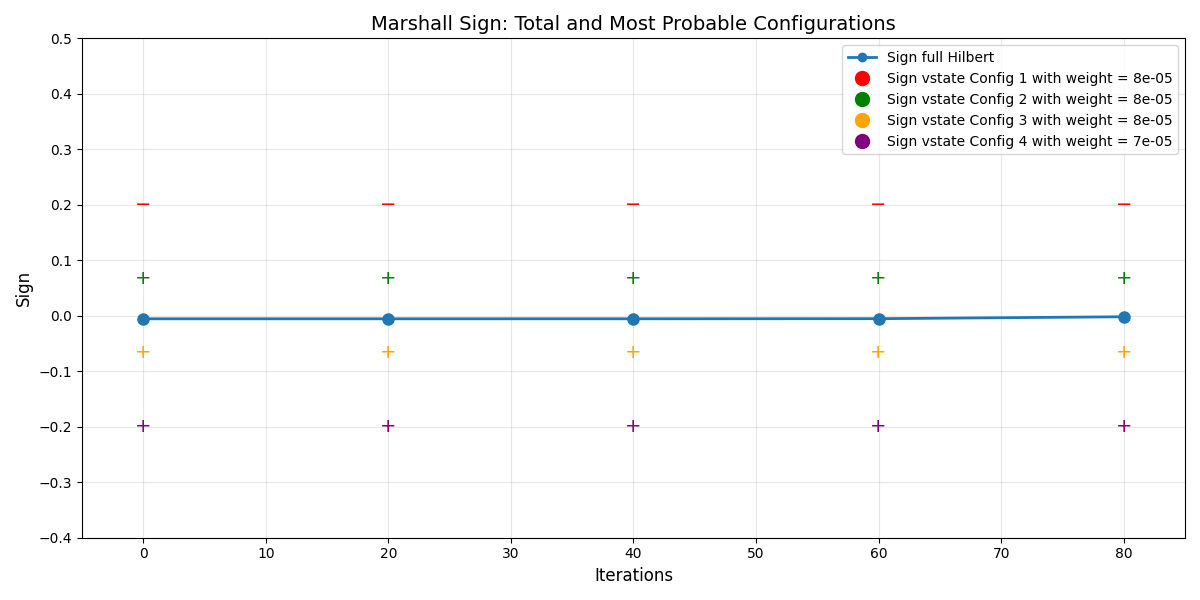 Marshall Sign: Total and Most Probable Configurations
Sign full Hilbert
Sign vstate Config 1 with weight = 8e-05
Sign vstate Config 2 with weight = 8e-05
Sign vstate Config 3 with weight = 8e-05
Sign vstate Config 4 with weight = 7e-05
Sign
0.5
0.4
0.3
0.2
0.1
0.0
−0.1
−0.2
−0.3
−0.4
0 10 20 30 40 50 60 70 80
Iterations